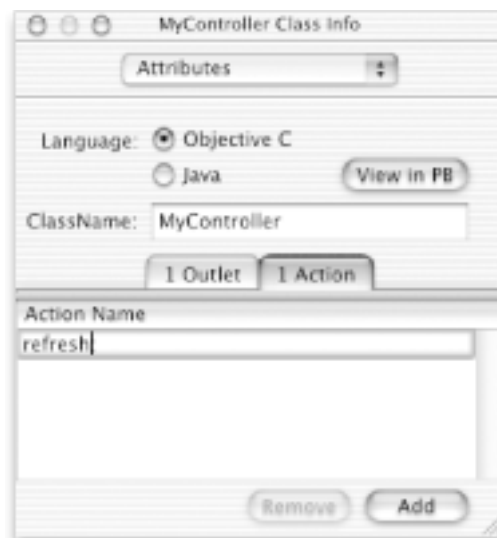 MyController Class Info
Attributes
Language: Objective C
Java View in PB
ClassName: MyController
1 Outlet 1 Action
Action Name
refresh
Remove Add